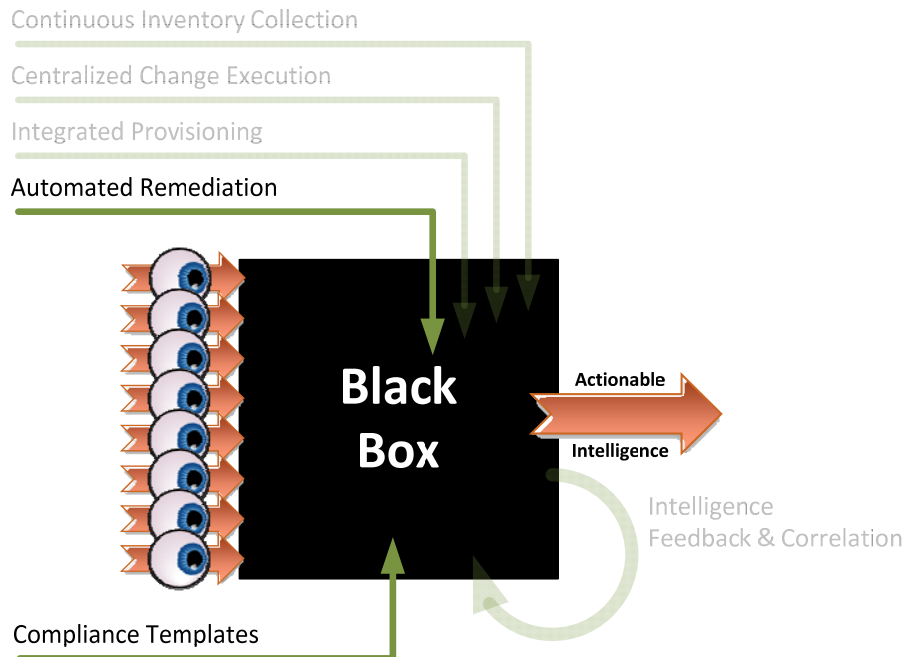 Continuous Inventory Collection
Centralized Change Execution
Integrated Provisioning
Automated Remediation
Black
Box
Actionable
Intelligence
Intelligence
Feedback & Correlation
Compliance Templates